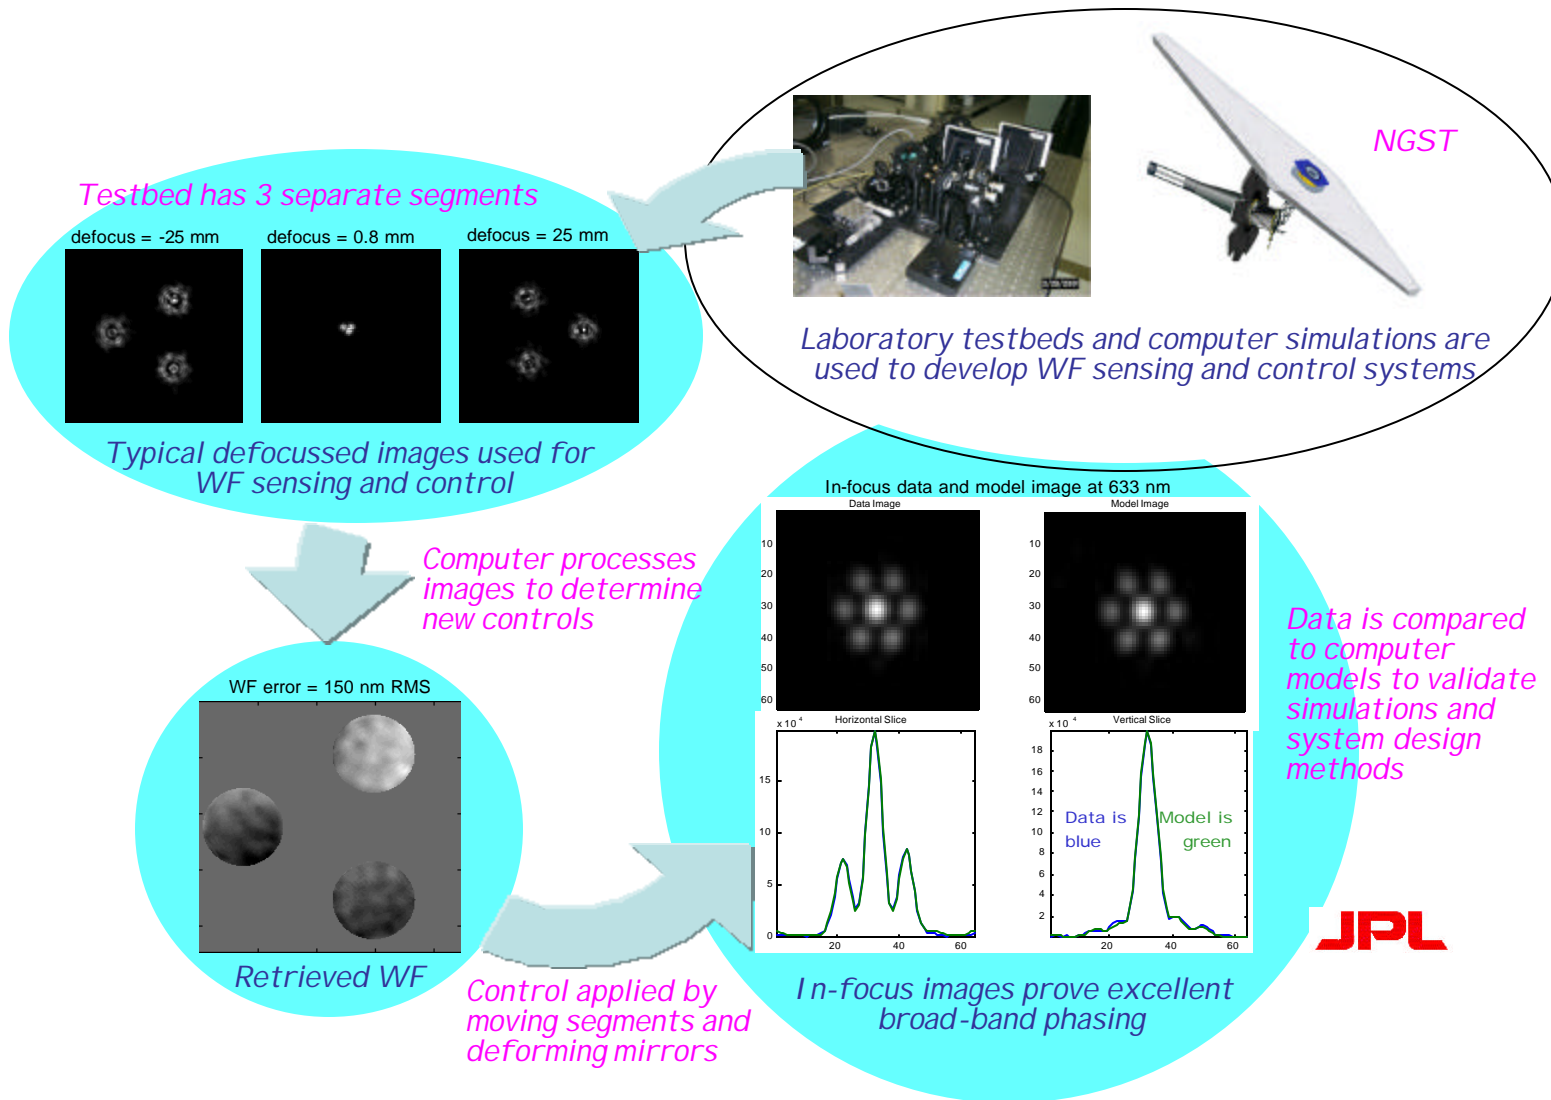 NGST
Laboratory testbeds and computer simulations are
used to develop WF sensing and control systems
Testbed has 3 separate segments
defocus = -25 mm
defocus = 0.8 mm
defocus = 25 mm
Typical defocussed images used for
WF sensing and control
Computer processes
images to determine
new controls
WF error = 150 nm RMS
Retrieved WF
Control applied by
moving segments and
deforming mirrors
In-focus data and model image at 633 nm
Data Image
10
20
30
40
50
60
Model Image
10
20
30
40
50
60
Horizontal Slice
x 10 4
15
10
5
0
20
40
60
Vertical Slice
x 10 4
18
16
14
12
10
8
6
4
2
20
40
60
Data is
blue
Model is
green
In-focus images prove excellent
broad-band phasing
Data is compared
to computer
models to validate
simulations and
system design
methods
JPL